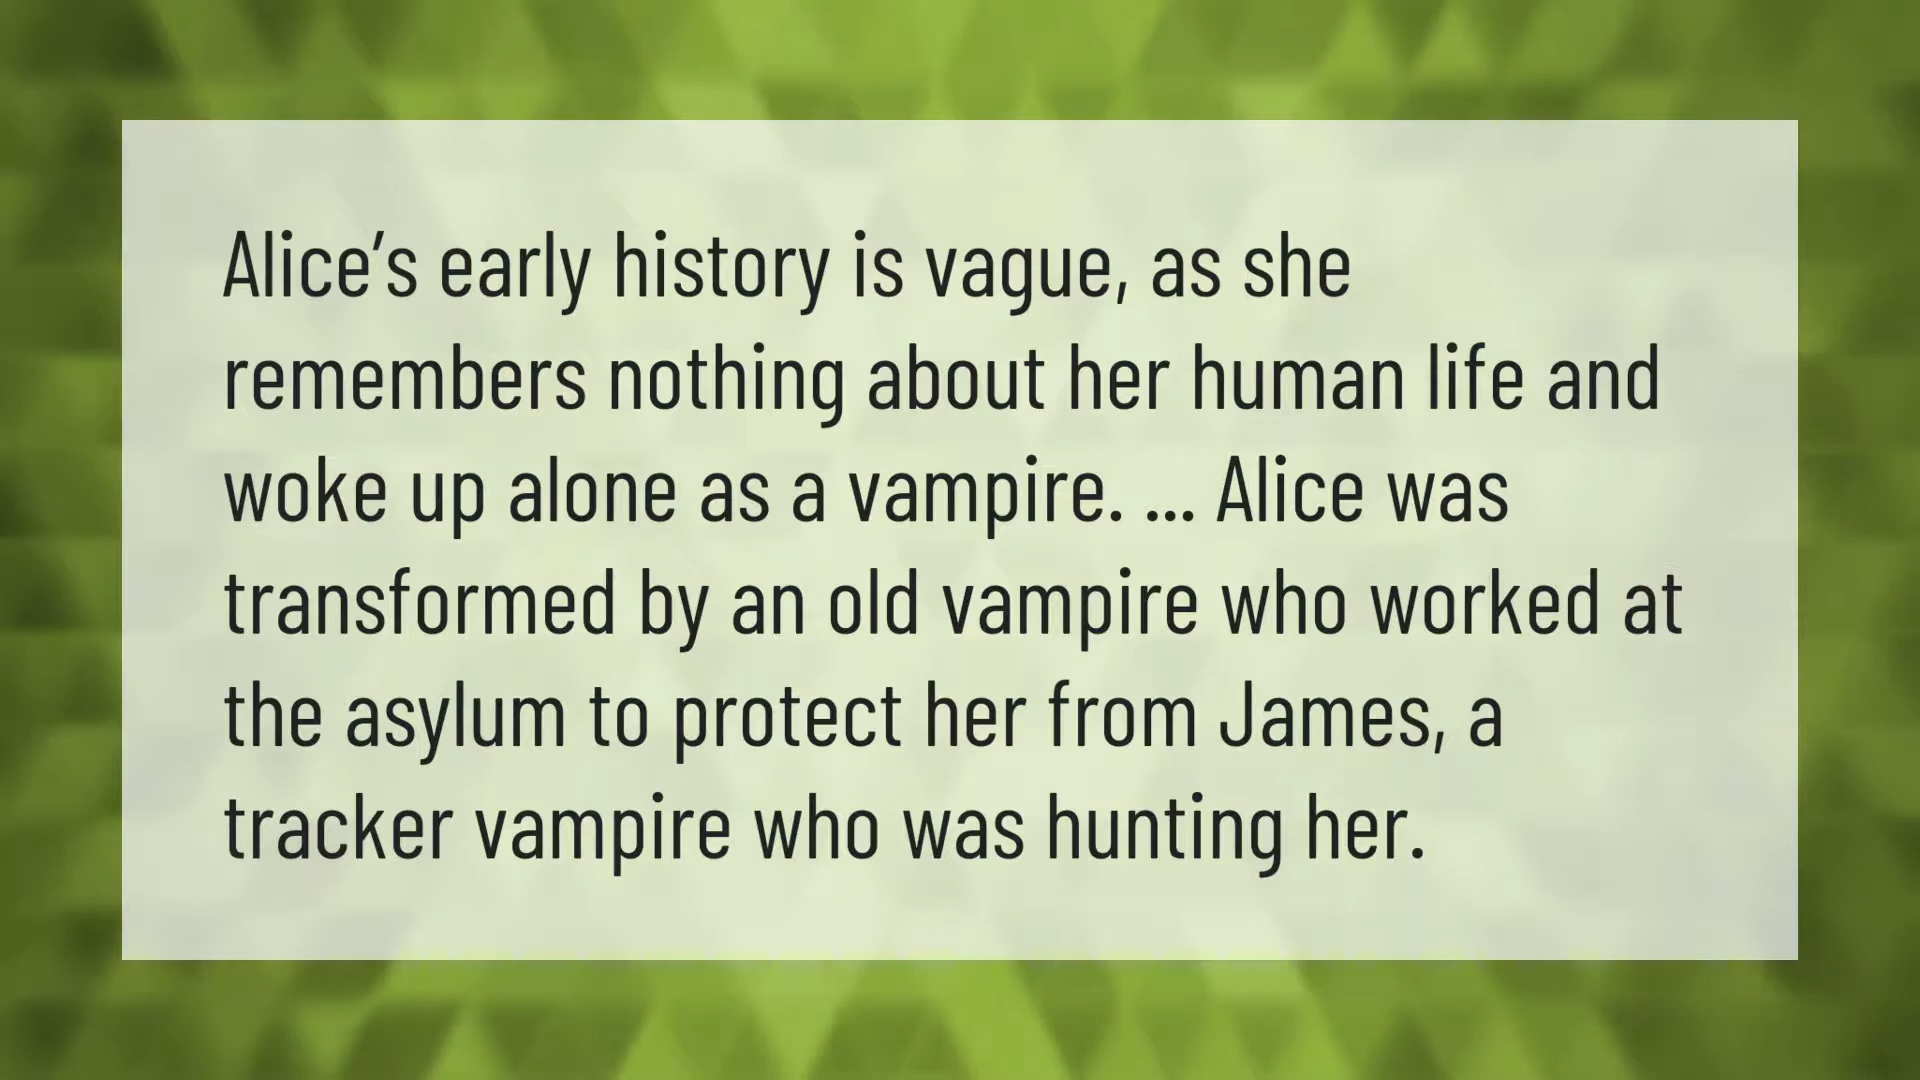 Alice’s early history is vague, as she
remembers nothing about her human life and
woke up alone as a vampire. ... Alice was
transformed by an old vampire who worked at
the asylum to protect her from James, a
tracker vampire who was hunting her.